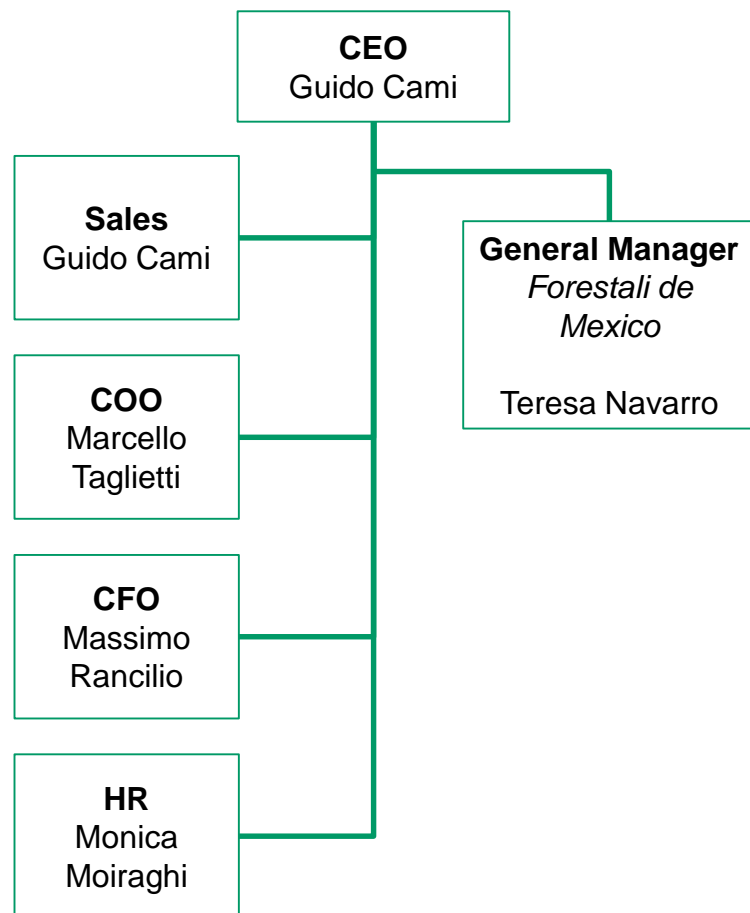 CEO
Guido Cami
Sales
Guido Cami
General Manager
Forestali de
Mexico
Teresa Navarro
COO
Marcello
Taglietti
CFO
Massimo
Rancilio
HR
Monica
Moiraghi